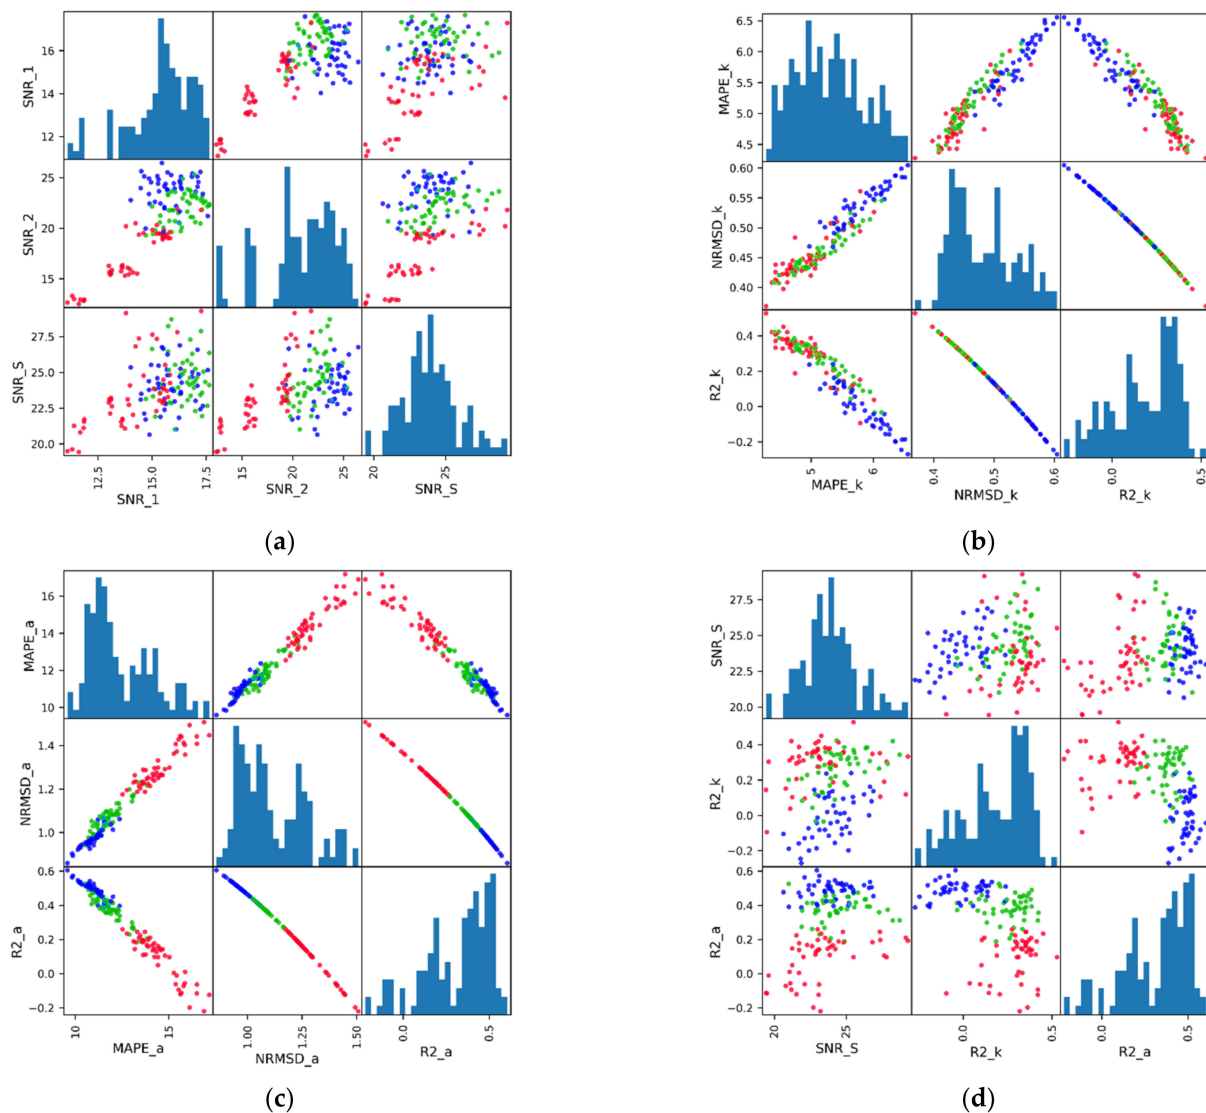 SNR_1
16
14
12
SNR_2
25
20
15
SNR_S
27.5
25.0
22.5
20.0
12.5
15.0
17.5
15
20
25
20
25
SNR_1
SNR_2
SNR_S
(a)
MAPE_k
6.5
6.0
5.5
5.0
4.5
NRMSD_k
0.60
0.55
0.50
0.45
0.40
R2_k
0.4
0.2
0.0
−0.2
5
6
0.4
0.5
0.6
0.0
0.5
MAPE_k
NRMSD_k
R2_k
(b)
MAPE_a
16
14
12
10
NRMSD_a
1.4
1.2
1.0
R2_a
0.6
0.4
0.2
0.0
−0.2
10
15
1.00
1.25
1.50
0.0
0.5
MAPE_a
NRMSD_a
R2_a
(c)
SNR_S
27.5
25.0
22.5
20.0
R2_k
0.4
0.2
0.0
−0.2
R2_a
0.6
0.4
0.2
0.0
−0.2
20
25
0.0
0.5
0.0
0.5
SNR_S
R2_k
R2_a
(d)